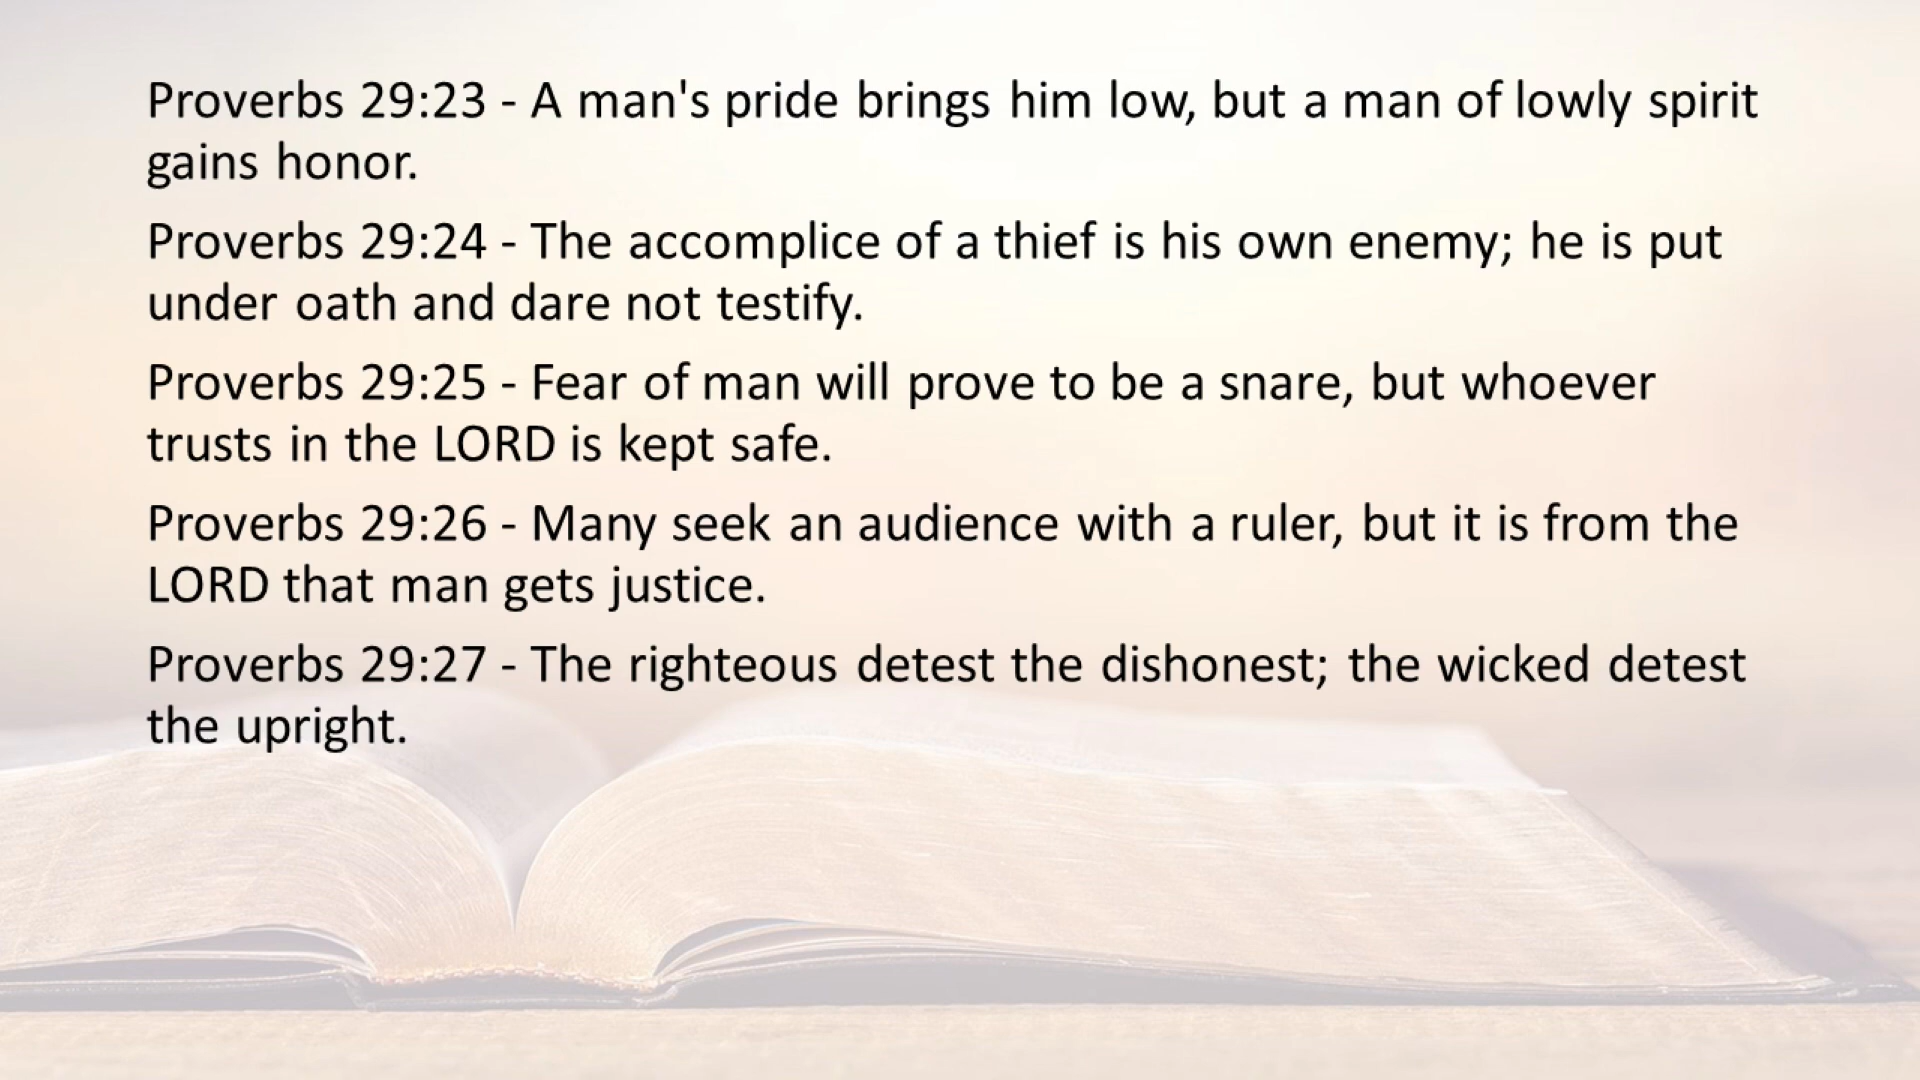 Proverbs 29:23 - A man's pride brings him low, but a man of lowly spirit
gains honor.
Proverbs 29:24 - The accomplice of a thief is his own enemy; he is put
under oath and dare not testify.
Proverbs 29:25 - Fear of man will prove to be a snare, but whoever
trusts in the LORD is kept safe.
Proverbs 29:26 - Many seek an audience with a ruler, but it is from the
LORD that man gets justice.
Proverbs 29:27 - The righteous detest the dishonest; the wicked detest
the upright.